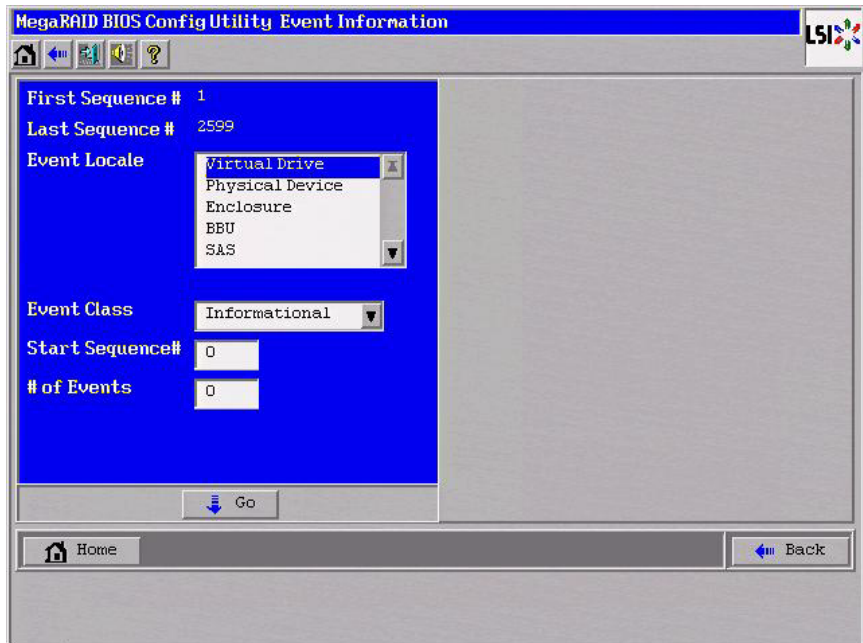 MegaRAID BIOS Config Utility Event Information
LSI
First Sequence # 1
Last Sequence # 2599
Event Locale
Virtual Drive
Physical Device
Enclosure
BBU
SAS
Event Class Informational
Start Sequence# 0
# of Events 0
Go
Home Back